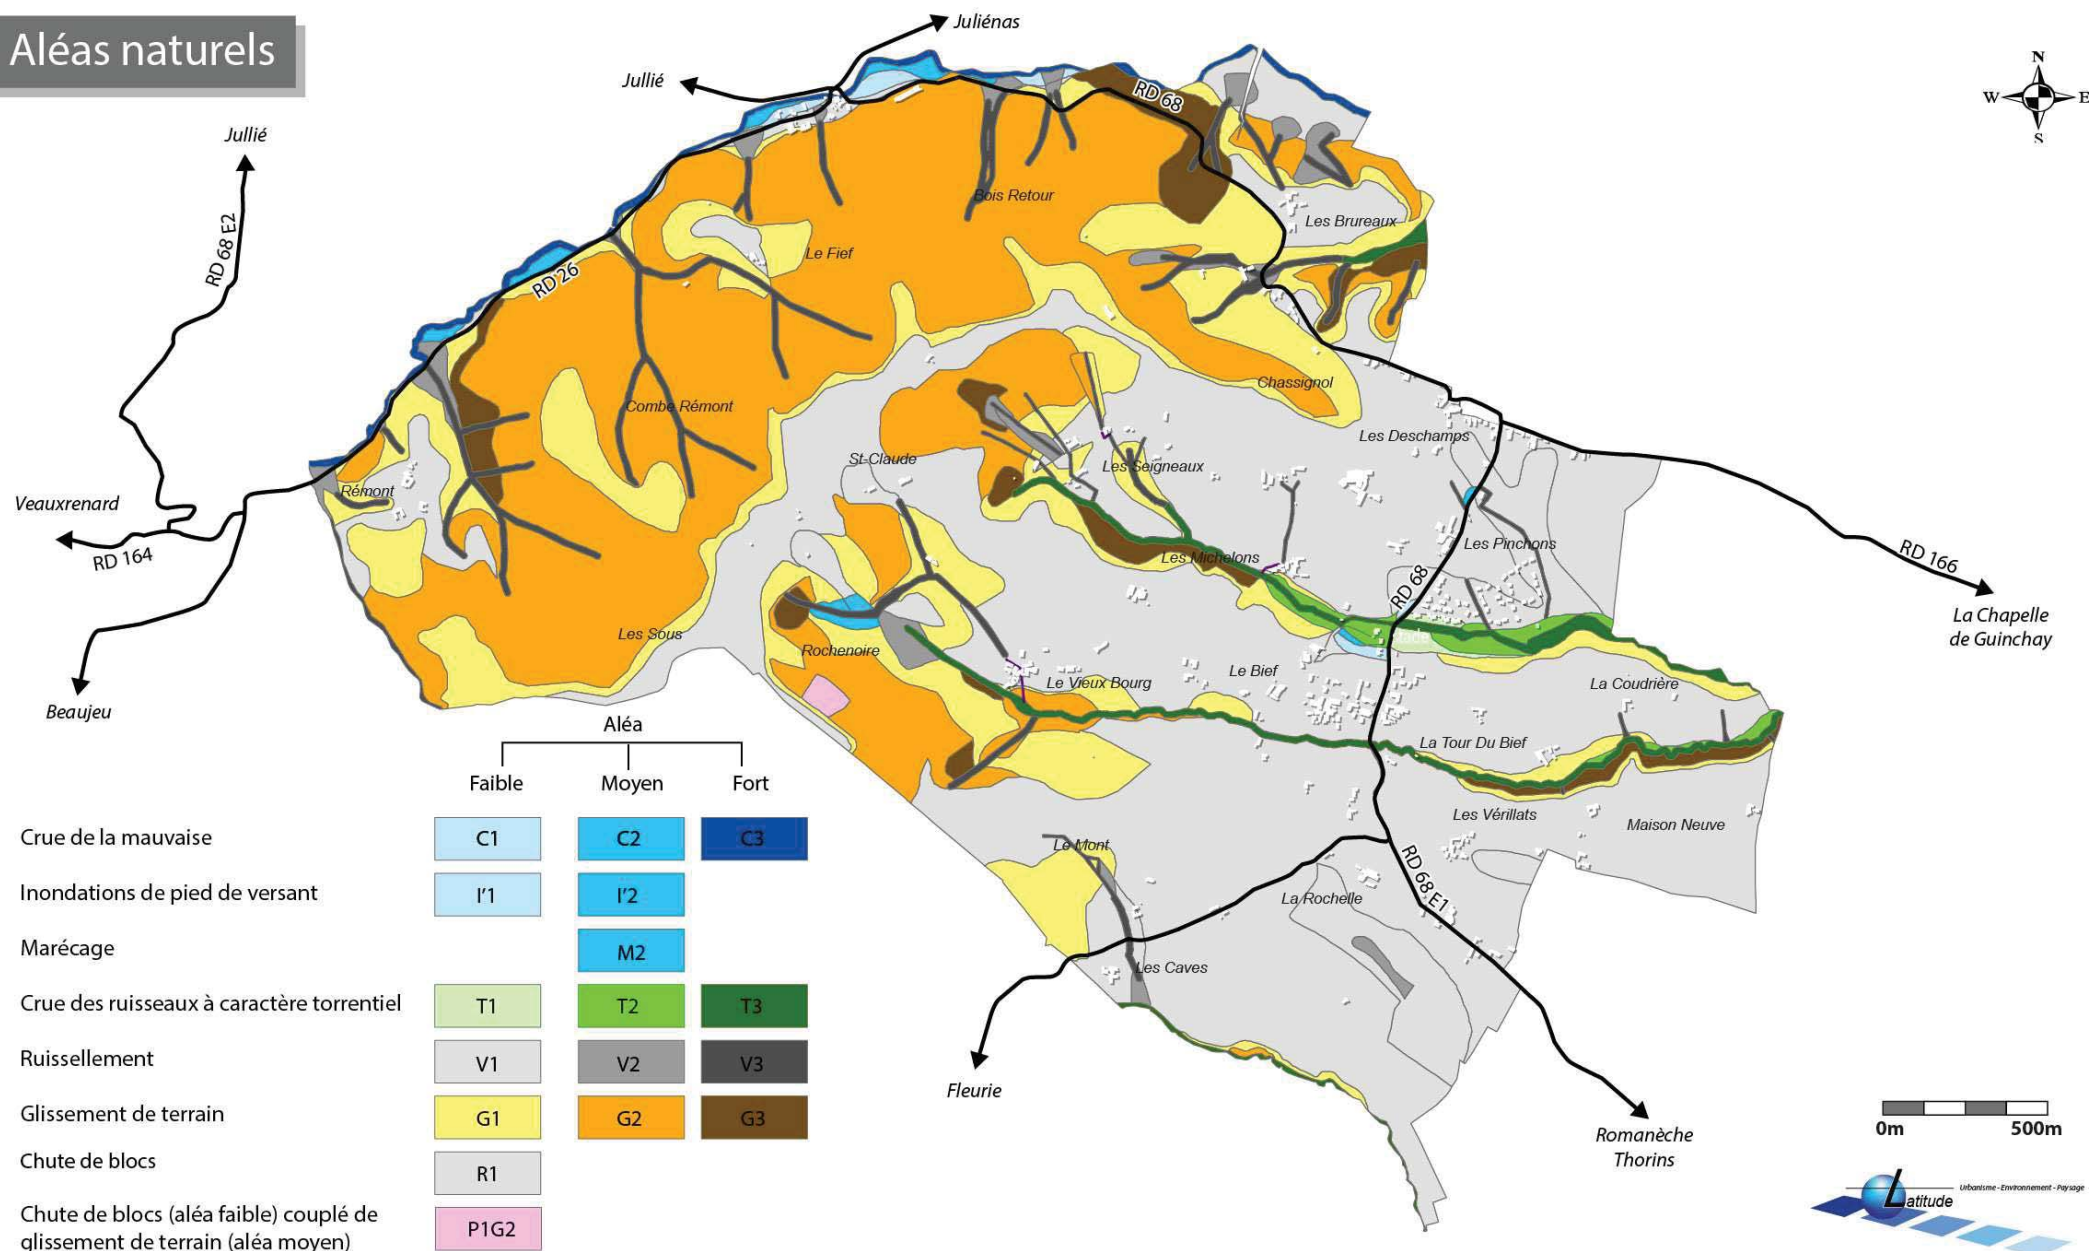 Aléas naturels
Juliénas
Jullié
Jullié
RD 68 E2
RD 68
N
W
E
S
Bois Retour
Les Brureaux
Le Fief
RD 26
Combe Rémont
Chassignol
Les Deschamps
St-Claude
Les Seigneaux
Rémont
Veauxrenard
RD 164
Les Michelons
Les Pinchons
RD 68
RD 166
La Chapelle
de Guinchay
Les Sous
Rochenoire
stade
Le Bief
Le Vieux Bourg
La Coudrière
Beaujeu
La Tour Du Bief
Les Vérillats
Maison Neuve
Le Mont
RD 68 E1
La Rochelle
Les Caves
Fleurie
Romanèche
Thorins
Aléa
Faible
Moyen
Fort
Crue de la mauvaise
C1
C2
C3
Inondations de pied de versant
I'1
I'2
Marécage
M2
Crue des ruisseaux à caractère torrentiel
T1
T2
T3
Ruissellement
V1
V2
V3
Glissement de terrain
G1
G2
G3
Chute de blocs
R1
Chute de blocs (aléa faible) couplé de
glissement de terrain (aléa moyen)
P1G2
0m
500m
Latitude
Urbanisme - Environnement - Paysage